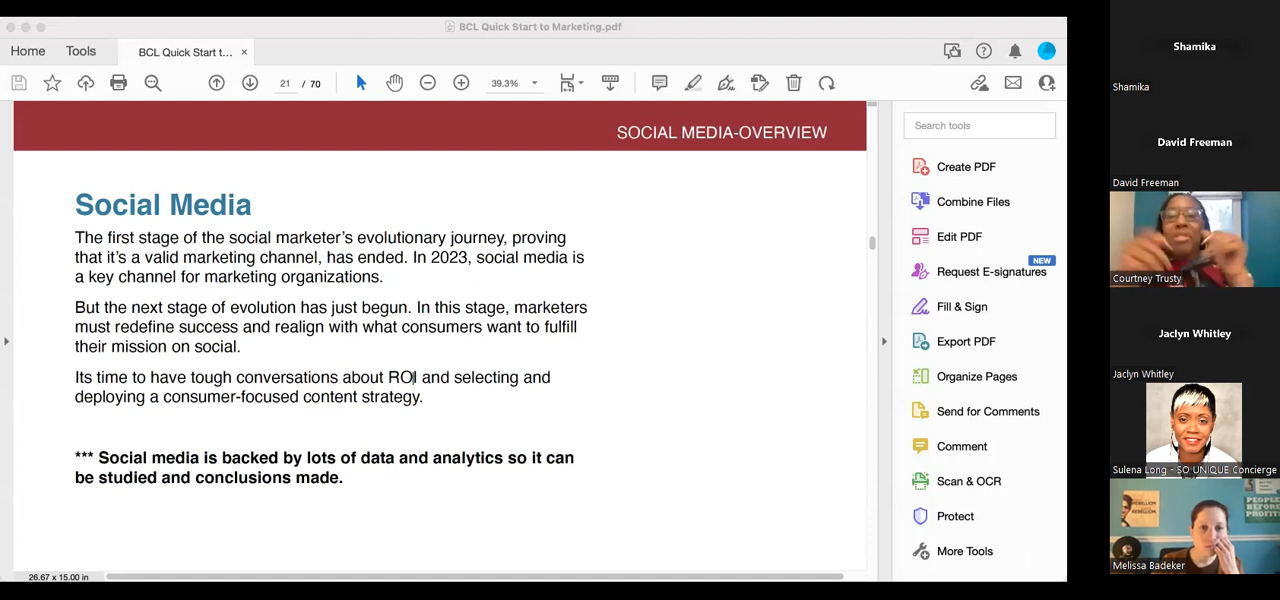 BCL Quick Start to Marketing.pdf
Home
Tools
BCL Quick Start t... ×
21 / 70
39.3%
SOCIAL MEDIA-OVERVIEW
Social Media
The first stage of the social marketer's evolutionary journey, proving
that it's a valid marketing channel, has ended. In 2023, social media is
a key channel for marketing organizations.
But the next stage of evolution has just begun. In this stage, marketers
must redefine success and realign with what consumers want to fulfill
their mission on social.
Its time to have tough conversations about ROI and selecting and
deploying a consumer-focused content strategy.
*** Social media is backed by lots of data and analytics so it can
be studied and conclusions made.
26.67 x 15.00 in
Search tools
Create PDF
Combine Files
Edit PDF
NEW
Request E-signatures
Fill & Sign
Export PDF
Organize Pages
Send for Comments
Comment
Scan & OCR
Protect
More Tools
Shamika
Shamika
David Freeman
David Freeman
Courtney Trusty
Jaclyn Whitley
Jaclyn Whitley
Sulena Long - SO UNIQUE Concierge
PEOPLE
BEFORE
PROFITS
Melissa Badeker